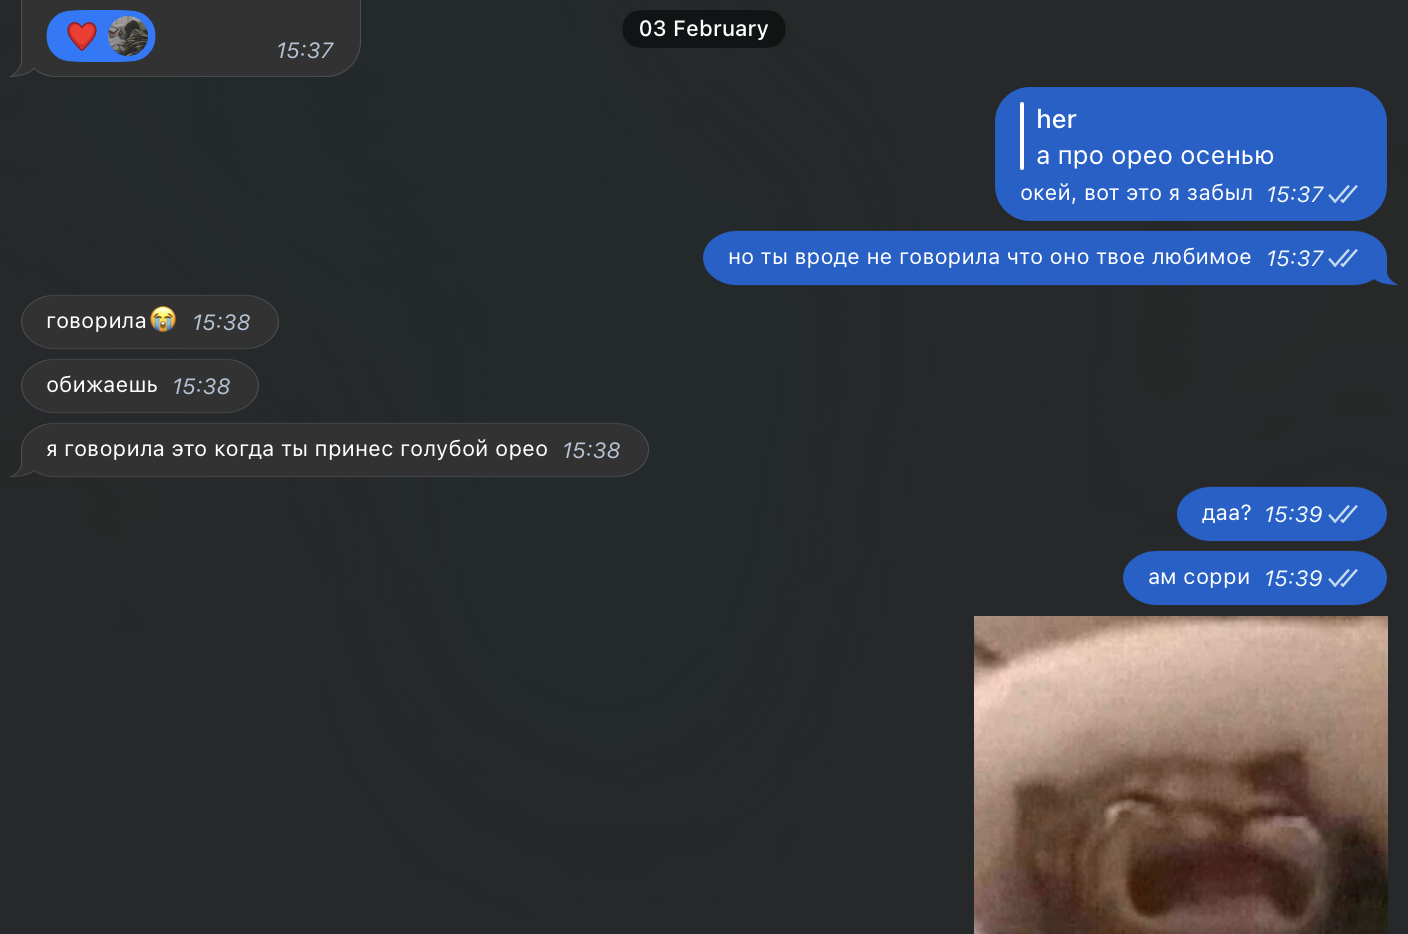 15:37
03 February
her
а про орео осенью
окей, вот это я забыл 15:37
но ты вроде не говорила что оно твое любимое 15:37
говорила😭 15:38
обижаешь 15:38
я говорила это когда ты принес голубой орео 15:38
даа? 15:39
ам сорри 15:39